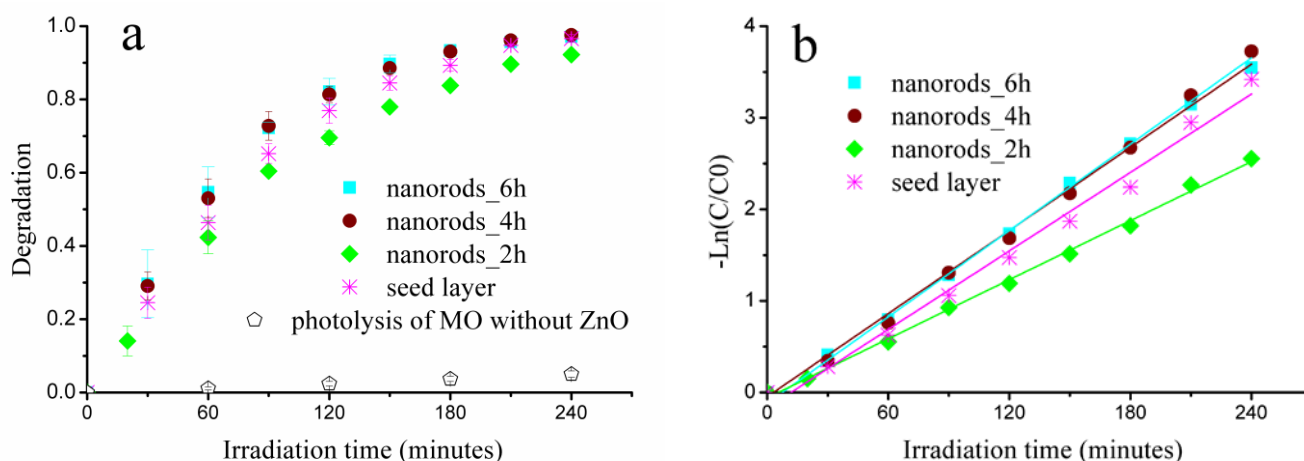 a
1.0
0.8
0.6
0.4
0.2
0.0
Degradation
nanorods_6h
nanorods_4h
nanorods_2h
seed layer
photolysis of MO without ZnO
0 60 120 180 240
Irradiation time (minutes)
b
4
3
2
1
0
-Ln(C/C0)
nanorods_6h
nanorods_4h
nanorods_2h
seed layer
0 60 120 180 240
Irradiation time (minutes)